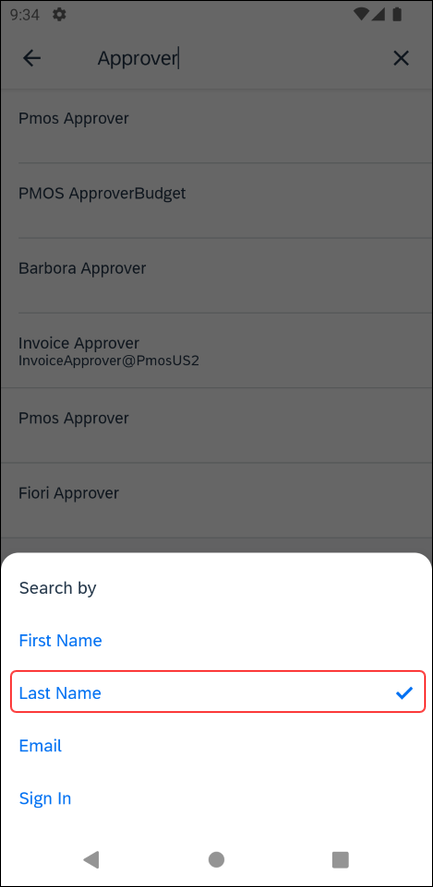 9:34
Approver
Pmos Approver
PMOS ApproverBudget
Barbora Approver
Invoice Approver
InvoiceApprover@PmosUS2
Pmos Approver
Fiori Approver
Search by
First Name
Last Name
Email
Sign In